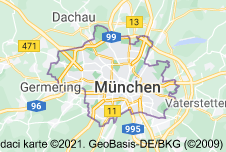 Dachau
99
13
471
Germering
München
96
Vaterstetten
11
995
daci karte ©2021. GeoBasis-DE/BKG (©2009)